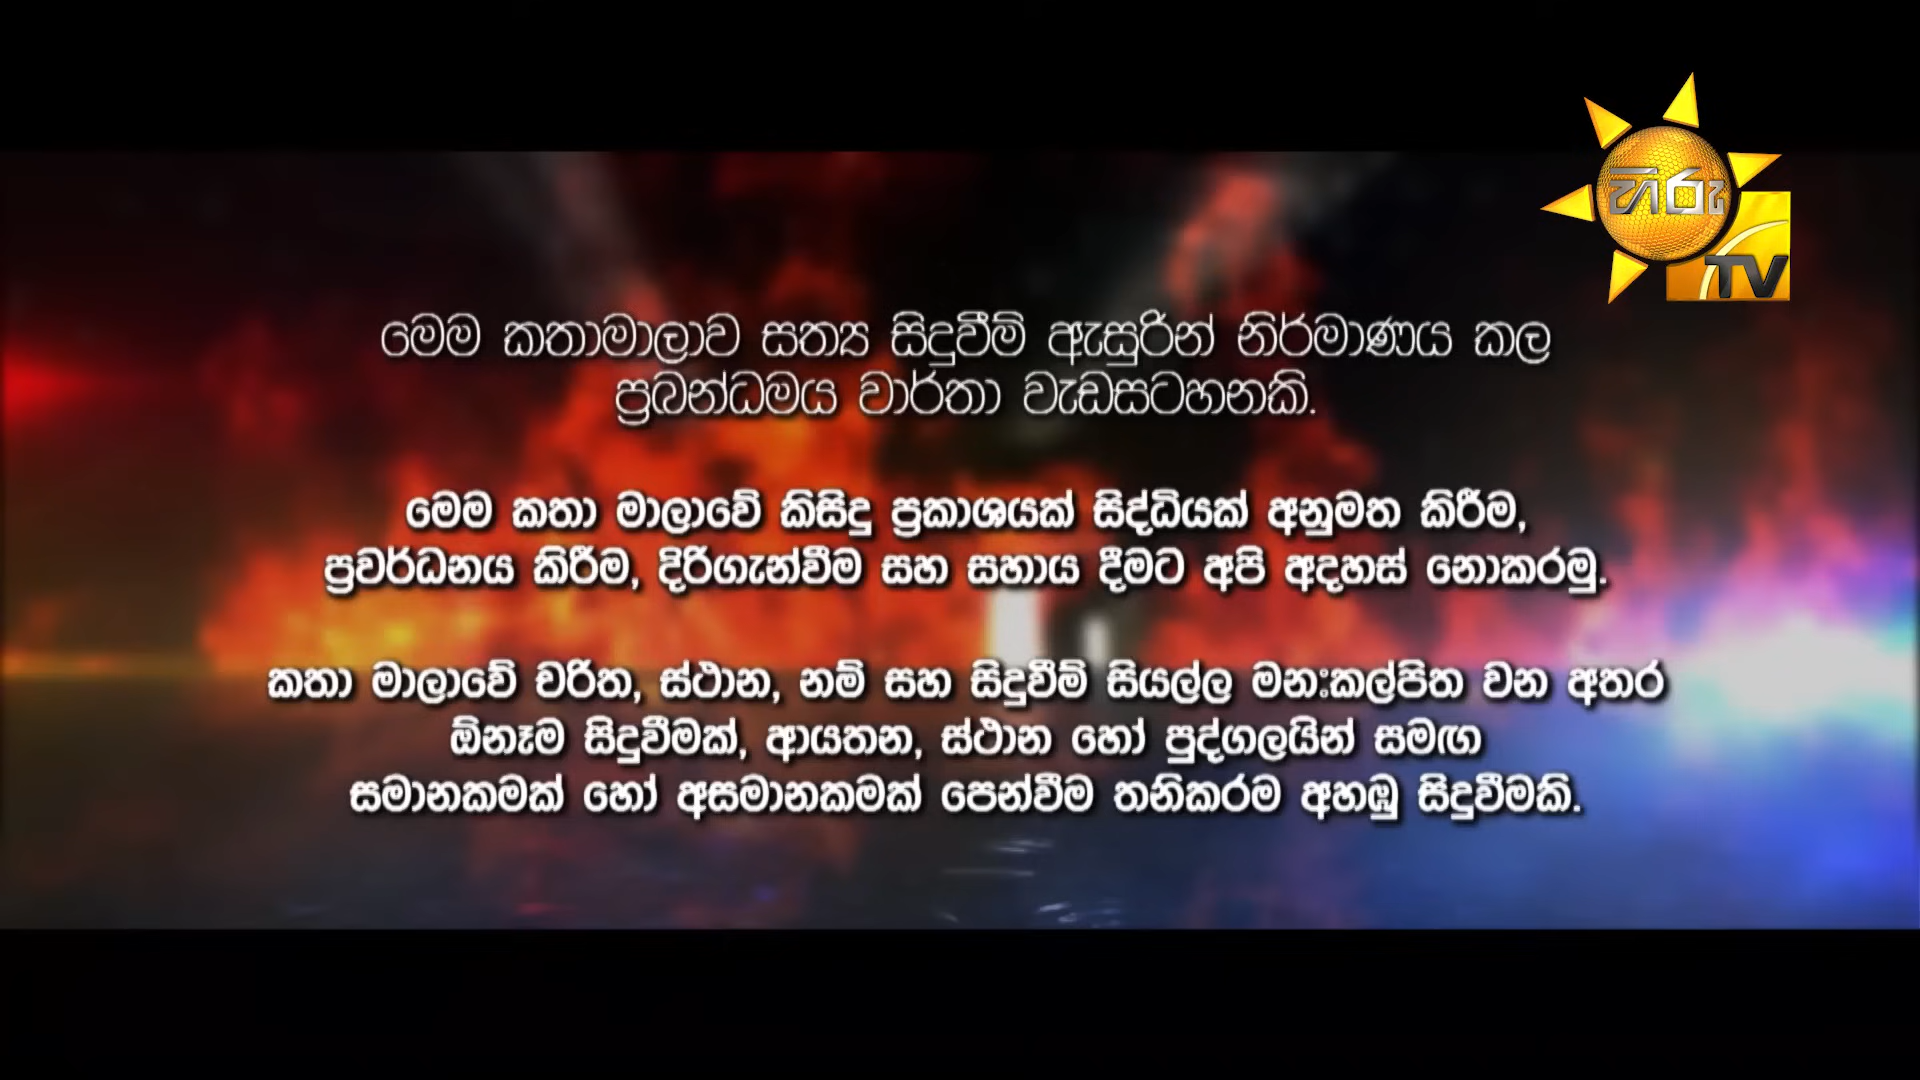 හිරු
TV
මෙම කතාමාලාව සත්‍ය සිදුවීම් ඇසුරින් නිර්මාණය කල
ප්‍රබන්ධමය වාර්තා වැඩසටහනකි.
මෙම කතා මාලාවේ කිසිදු ප්‍රකාශයක් සිද්ධියක් අනුමත කිරීම,
ප්‍රවර්ධනය කිරීම, දිරිගැන්වීම සහ සහාය දීමට අපි අදහස් නොකරමු.
කතා මාලාවේ චරිත, ස්ථාන, නම් සහ සිදුවීම් සියල්ල මනඃකල්පිත වන අතර
ඕනෑම සිදුවීමක්, ආයතන, ස්ථාන හෝ පුද්ගලයින් සමඟ
සමානකමක් හෝ අසමානකමක් පෙන්වීම තනිකරම අහඹු සිදුවීමකි.